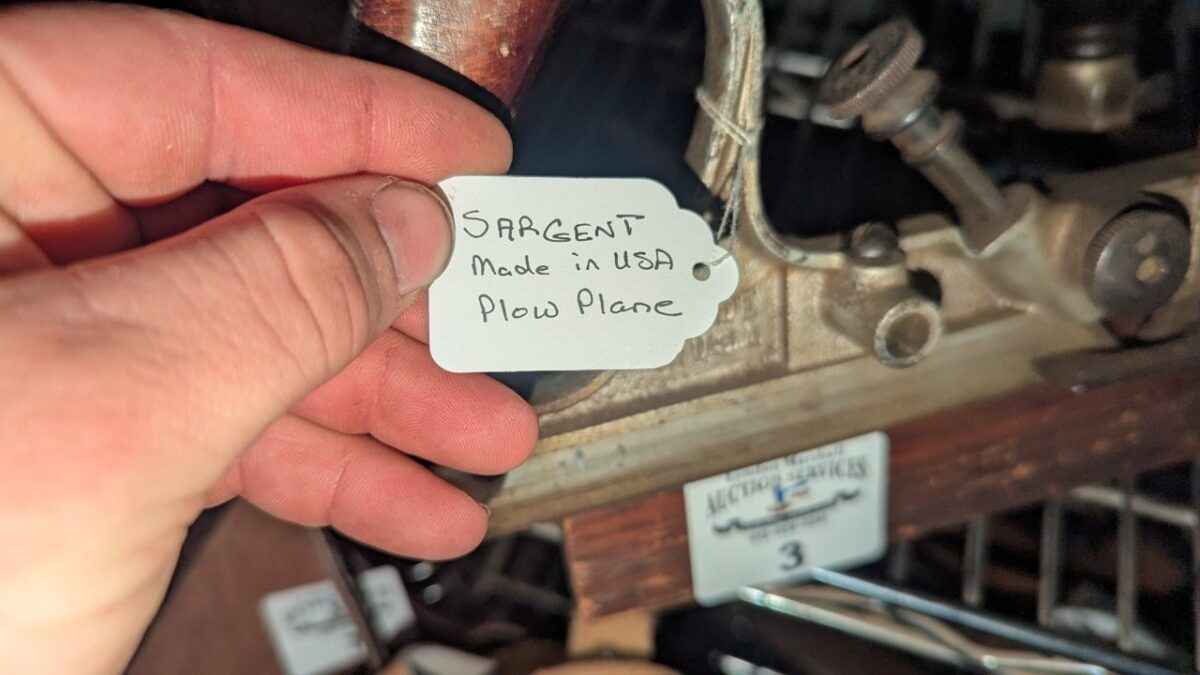 SARGENT
Made in USA
Plow Plane
AUCTION SERVICES
3